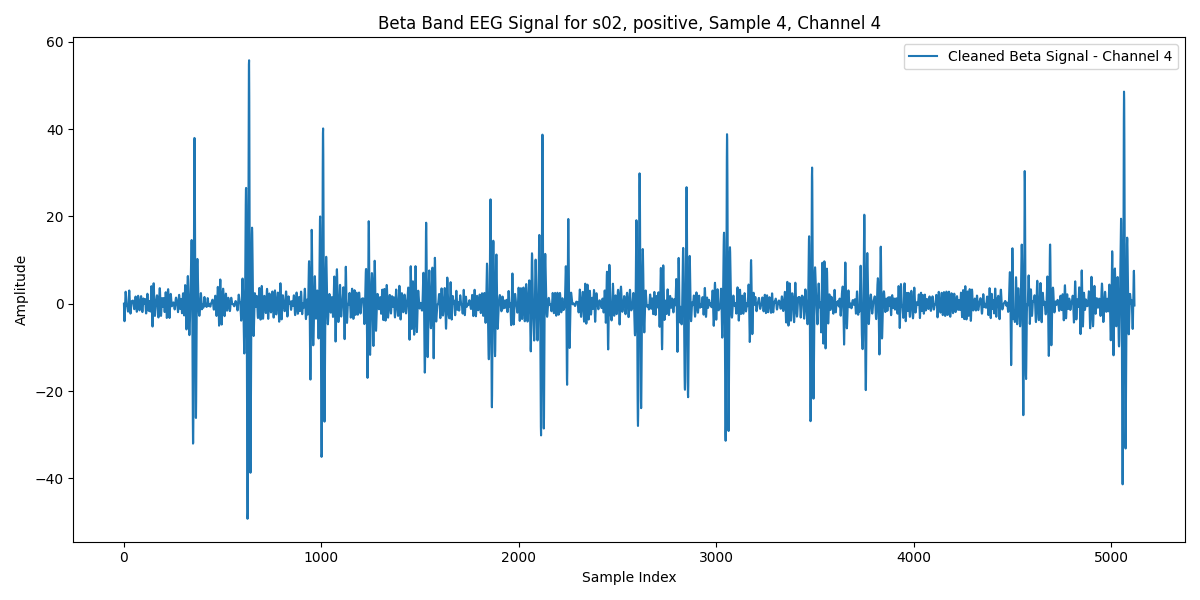 Beta Band EEG Signal for s02, positive, Sample 4, Channel 4
Cleaned Beta Signal - Channel 4
60
40
20
0
−20
−40
Amplitude
0 1000 2000 3000 4000 5000
Sample Index